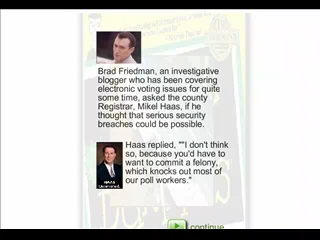 Brad Friedman, an investigative
blogger who has been covering
electronic voting issues for quite
some time, asked the county
Registrar, Mikel Haas, if he
thought that serious security
breaches could be possible.
Haas replied, ""I don't think
so, because you'd have to
want to commit a felony,
which knocks out most of
our poll workers."
HAAS
continue